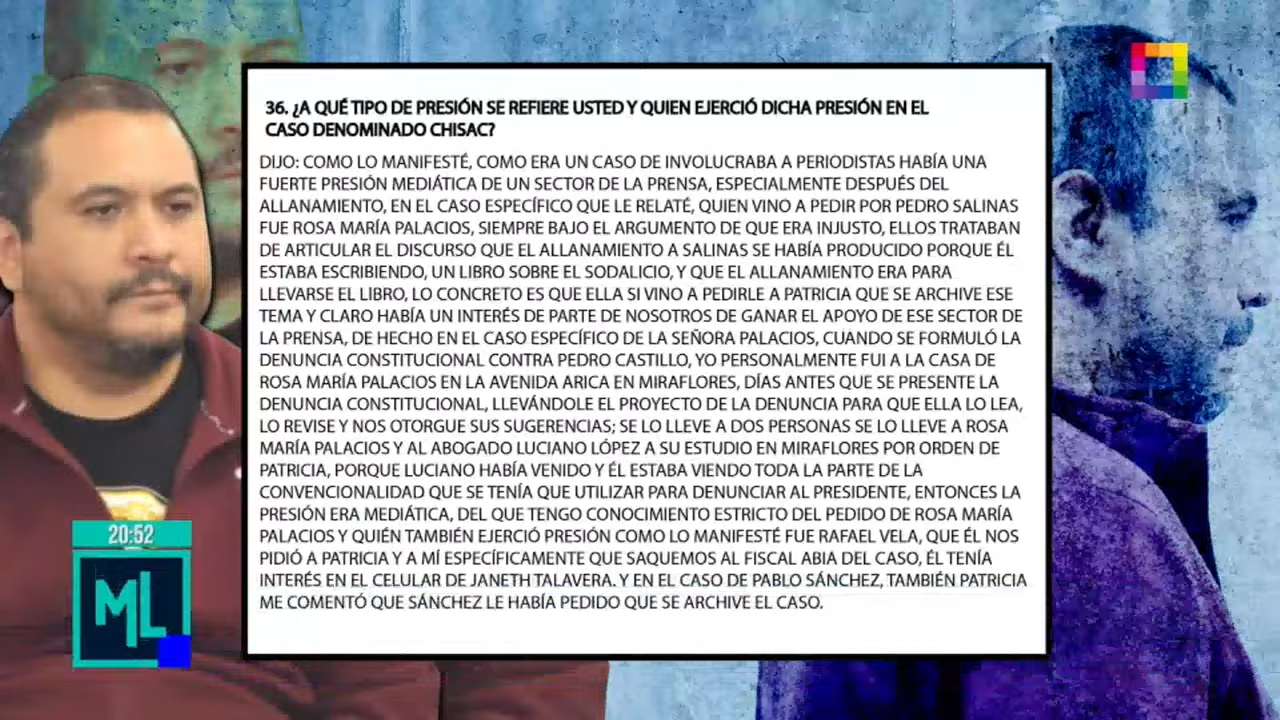 36. ¿A QUÉ TIPO DE PRESIÓN SE REFIERE USTED Y QUIEN EJERCIÓ DICHA PRESIÓN EN EL
CASO DENOMINADO CHISAC?
DIJO: COMO LO MANIFESTÉ, COMO ERA UN CASO DE INVOLUCRABA A PERIODISTAS HABÍA UNA
FUERTE PRESIÓN MEDIÁTICA DE UN SECTOR DE LA PRENSA, ESPECIALMENTE DESPUÉS DEL
ALLANAMIENTO, EN EL CASO ESPECÍFICO QUE LE RELATÉ, QUIEN VINO A PEDIR POR PEDRO SALINAS
FUE ROSA MARÍA PALACIOS, SIEMPRE BAJO EL ARGUMENTO DE QUE ERA INJUSTO, ELLOS TRATABAN
DE ARTICULAR EL DISCURSO QUE EL ALLANAMIENTO A SALINAS SE HABÍA PRODUCIDO PORQUE ÉL
ESTABA ESCRIBIENDO, UN LIBRO SOBRE EL SODALICIO, Y QUE EL ALLANAMIENTO ERA PARA
LLEVARSE EL LIBRO, LO CONCRETO ES QUE ELLA SI VINO A PEDIRLE A PATRICIA QUE SE ARCHIVE ESE
TEMA Y CLARO HABÍA UN INTERÉS DE PARTE DE NOSOTROS DE GANAR EL APOYO DE ESE SECTOR DE
LA PRENSA, DE HECHO EN EL CASO ESPECÍFICO DE LA SEÑORA PALACIOS, CUANDO SE FORMULÓ LA
DENUNCIA CONSTITUCIONAL CONTRA PEDRO CASTILLO, YO PERSONALMENTE FUI A LA CASA DE
ROSA MARÍA PALACIOS EN LA AVENIDA ARICA EN MIRAFLORES, DÍAS ANTES QUE SE PRESENTE LA
DENUNCIA CONSTITUCIONAL, LLEVÁNDOLE EL PROYECTO DE LA DENUNCIA PARA QUE ELLA LO LEA,
LO REVISE Y NOS OTORGUE SUS SUGERENCIAS; SE LO LLEVE A DOS PERSONAS SE LO LLEVE A ROSA
MARÍA PALACIOS Y AL ABOGADO LUCIANO LÓPEZ A SU ESTUDIO EN MIRAFLORES POR ORDEN DE
PATRICIA, PORQUE LUCIANO HABÍA VENIDO Y ÉL ESTABA VIENDO TODA LA PARTE DE LA
CONVENCIONALIDAD QUE SE TENÍA QUE UTILIZAR PARA DENUNCIAR AL PRESIDENTE, ENTONCES LA
PRESIÓN ERA MEDIÁTICA, DEL QUE TENGO CONOCIMIENTO ESTRICTO DEL PEDIDO DE ROSA MARÍA
PALACIOS Y QUIÉN TAMBIÉN EJERCIÓ PRESIÓN COMO LO MANIFESTÉ FUE RAFAEL VELA, QUE ÉL NOS
PIDIÓ A PATRICIA Y A MÍ ESPECÍFICAMENTE QUE SAQUEMOS AL FISCAL ABIA DEL CASO, ÉL TENÍA
INTERÉS EN EL CELULAR DE JANETH TALAVERA. Y EN EL CASO DE PABLO SÁNCHEZ, TAMBIÉN PATRICIA
ME COMENTÓ QUE SÁNCHEZ LE HABÍA PEDIDO QUE SE ARCHIVE EL CASO.
20:52
ML